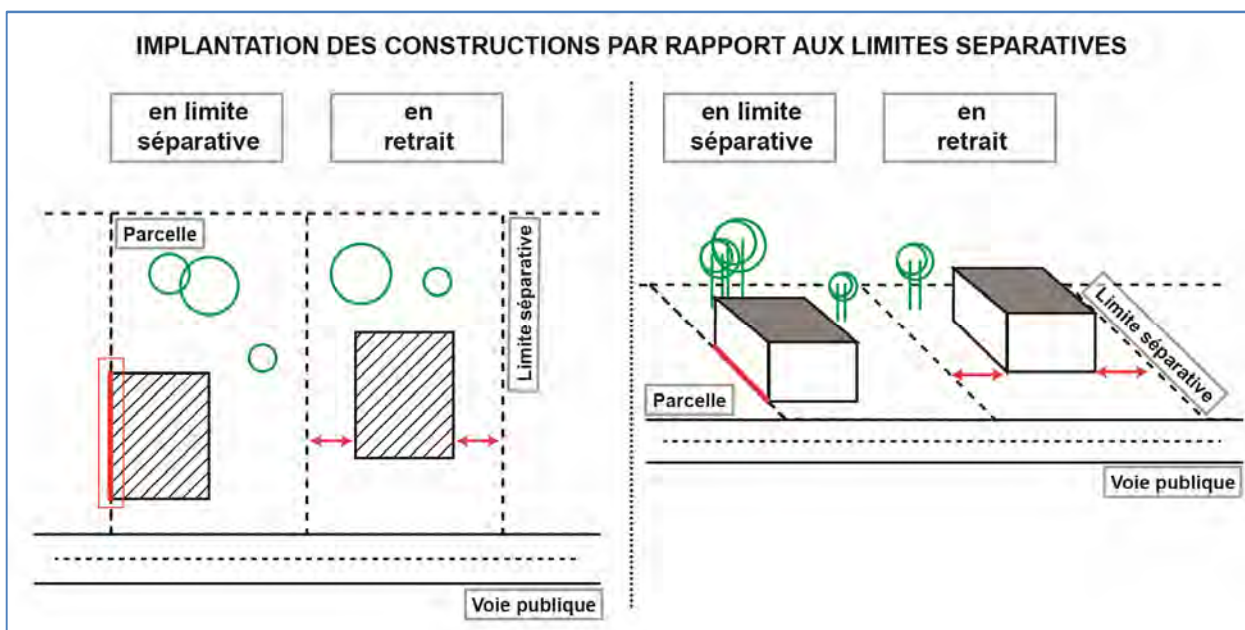 IMPLANTATION DES CONSTRUCTIONS PAR RAPPORT AUX LIMITES SEPARATIVES
en limite
séparative
en
retrait
Parcelle
Limite séparative
Voie publique
en limite
séparative
en
retrait
Limite séparative
Parcelle
Voie publique